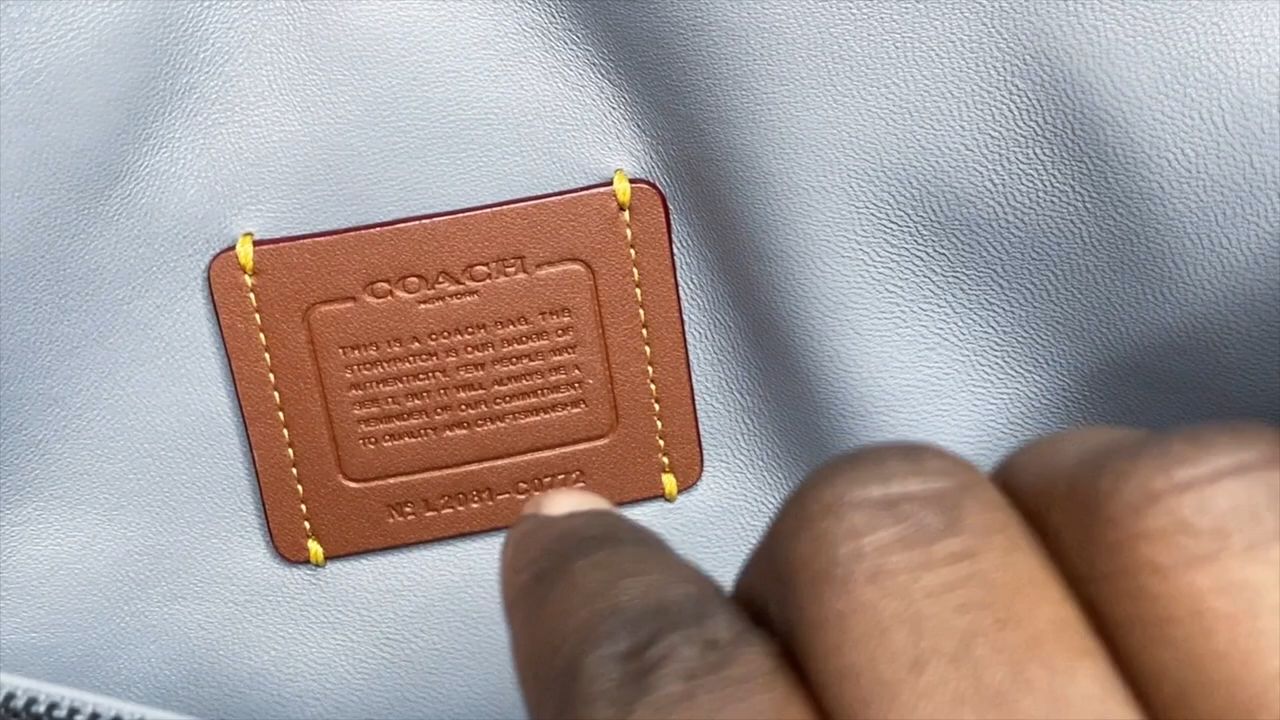 COACH
NEW YORK
THIS IS A COACH BAG. THE
STORYPATCH IS OUR BADGE OF
AUTHENTICITY. FEW PEOPLE MAY
SEE IT, BUT IT WILL ALWAYS BE A
REMINDER OF OUR COMMITMENT
TO QUALITY AND CRAFTSMANSHIP
Nº L2081-C0772